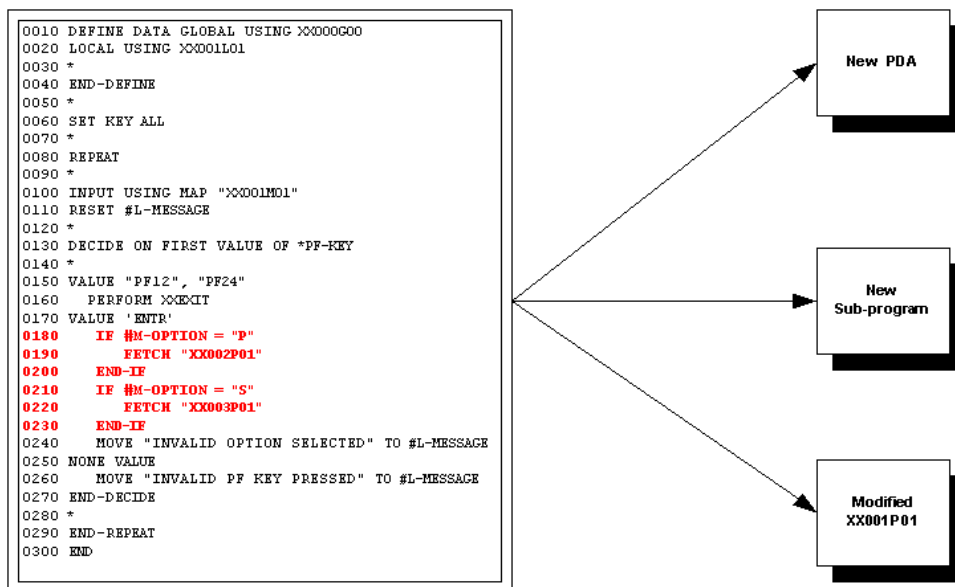 0010 DEFINE DATA GLOBAL USING XX000G00
0020 LOCAL USING XX001L01
0030 *
0040 END-DEFINE
0050 *
0060 SET KEY ALL
0070 *
0080 REPEAT
0090 *
0100 INPUT USING MAP "XX001M01"
0110 RESET #L-MESSAGE
0120 *
0130 DECIDE ON FIRST VALUE OF *PF-KEY
0140 *
0150 VALUE "PF12", "PF24"
0160 PERFORM XXEXIT
0170 VALUE 'ENTR'
0180 IF #M-OPTION = "P"
0190 FETCH "XX002P01"
0200 END-IF
0210 IF #M-OPTION = "S"
0220 FETCH "XX003P01"
0230 END-IF
0240 MOVE "INVALID OPTION SELECTED" TO #L-MESSAGE
0250 NONE VALUE
0260 MOVE "INVALID PF KEY PRESSED" TO #L-MESSAGE
0270 END-DECIDE
0280 *
0290 END-REPEAT
0300 END
New PDA
New
Sub-program
Modified
XX001P01